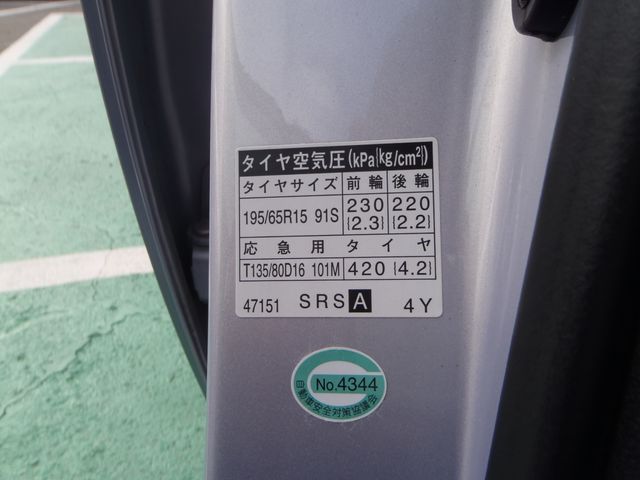 タイヤ空気圧(kPa{kg/cm²})
タイヤサイズ 前輪 後輪
195/65R15 91S 230 220
{2.3} {2.2}
応急用タイヤ
T135/80D16 101M 420 {4.2}
47151 SRS A 4Y
No.4344
自動車安全対策協議会